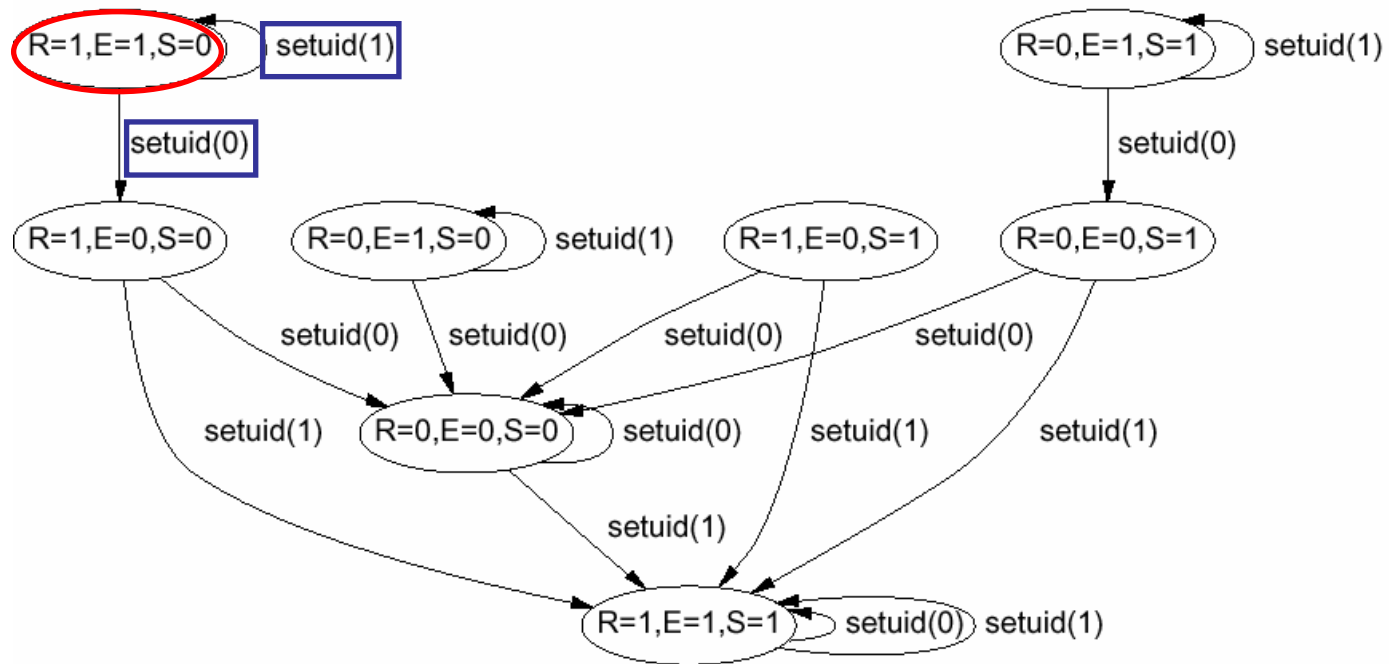 R=1,E=1,S=0
setuid(1)
R=0,E=1,S=1
setuid(1)
setuid(0)
setuid(0)
R=1,E=0,S=0
R=0,E=1,S=0
setuid(1)
R=1,E=0,S=1
R=0,E=0,S=1
setuid(0)
setuid(0)
setuid(0)
setuid(0)
setuid(1)
R=0,E=0,S=0
setuid(0)
setuid(1)
setuid(1)
setuid(1)
R=1,E=1,S=1
setuid(0)
setuid(1)